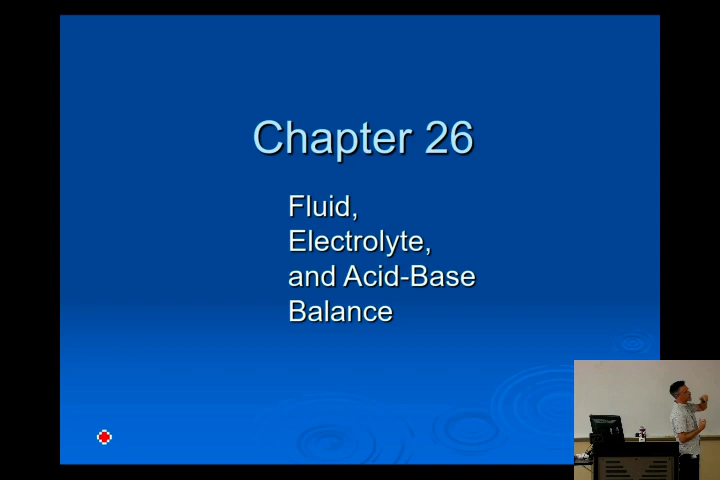 Chapter 26
Fluid,
Electrolyte,
and Acid-Base
Balance